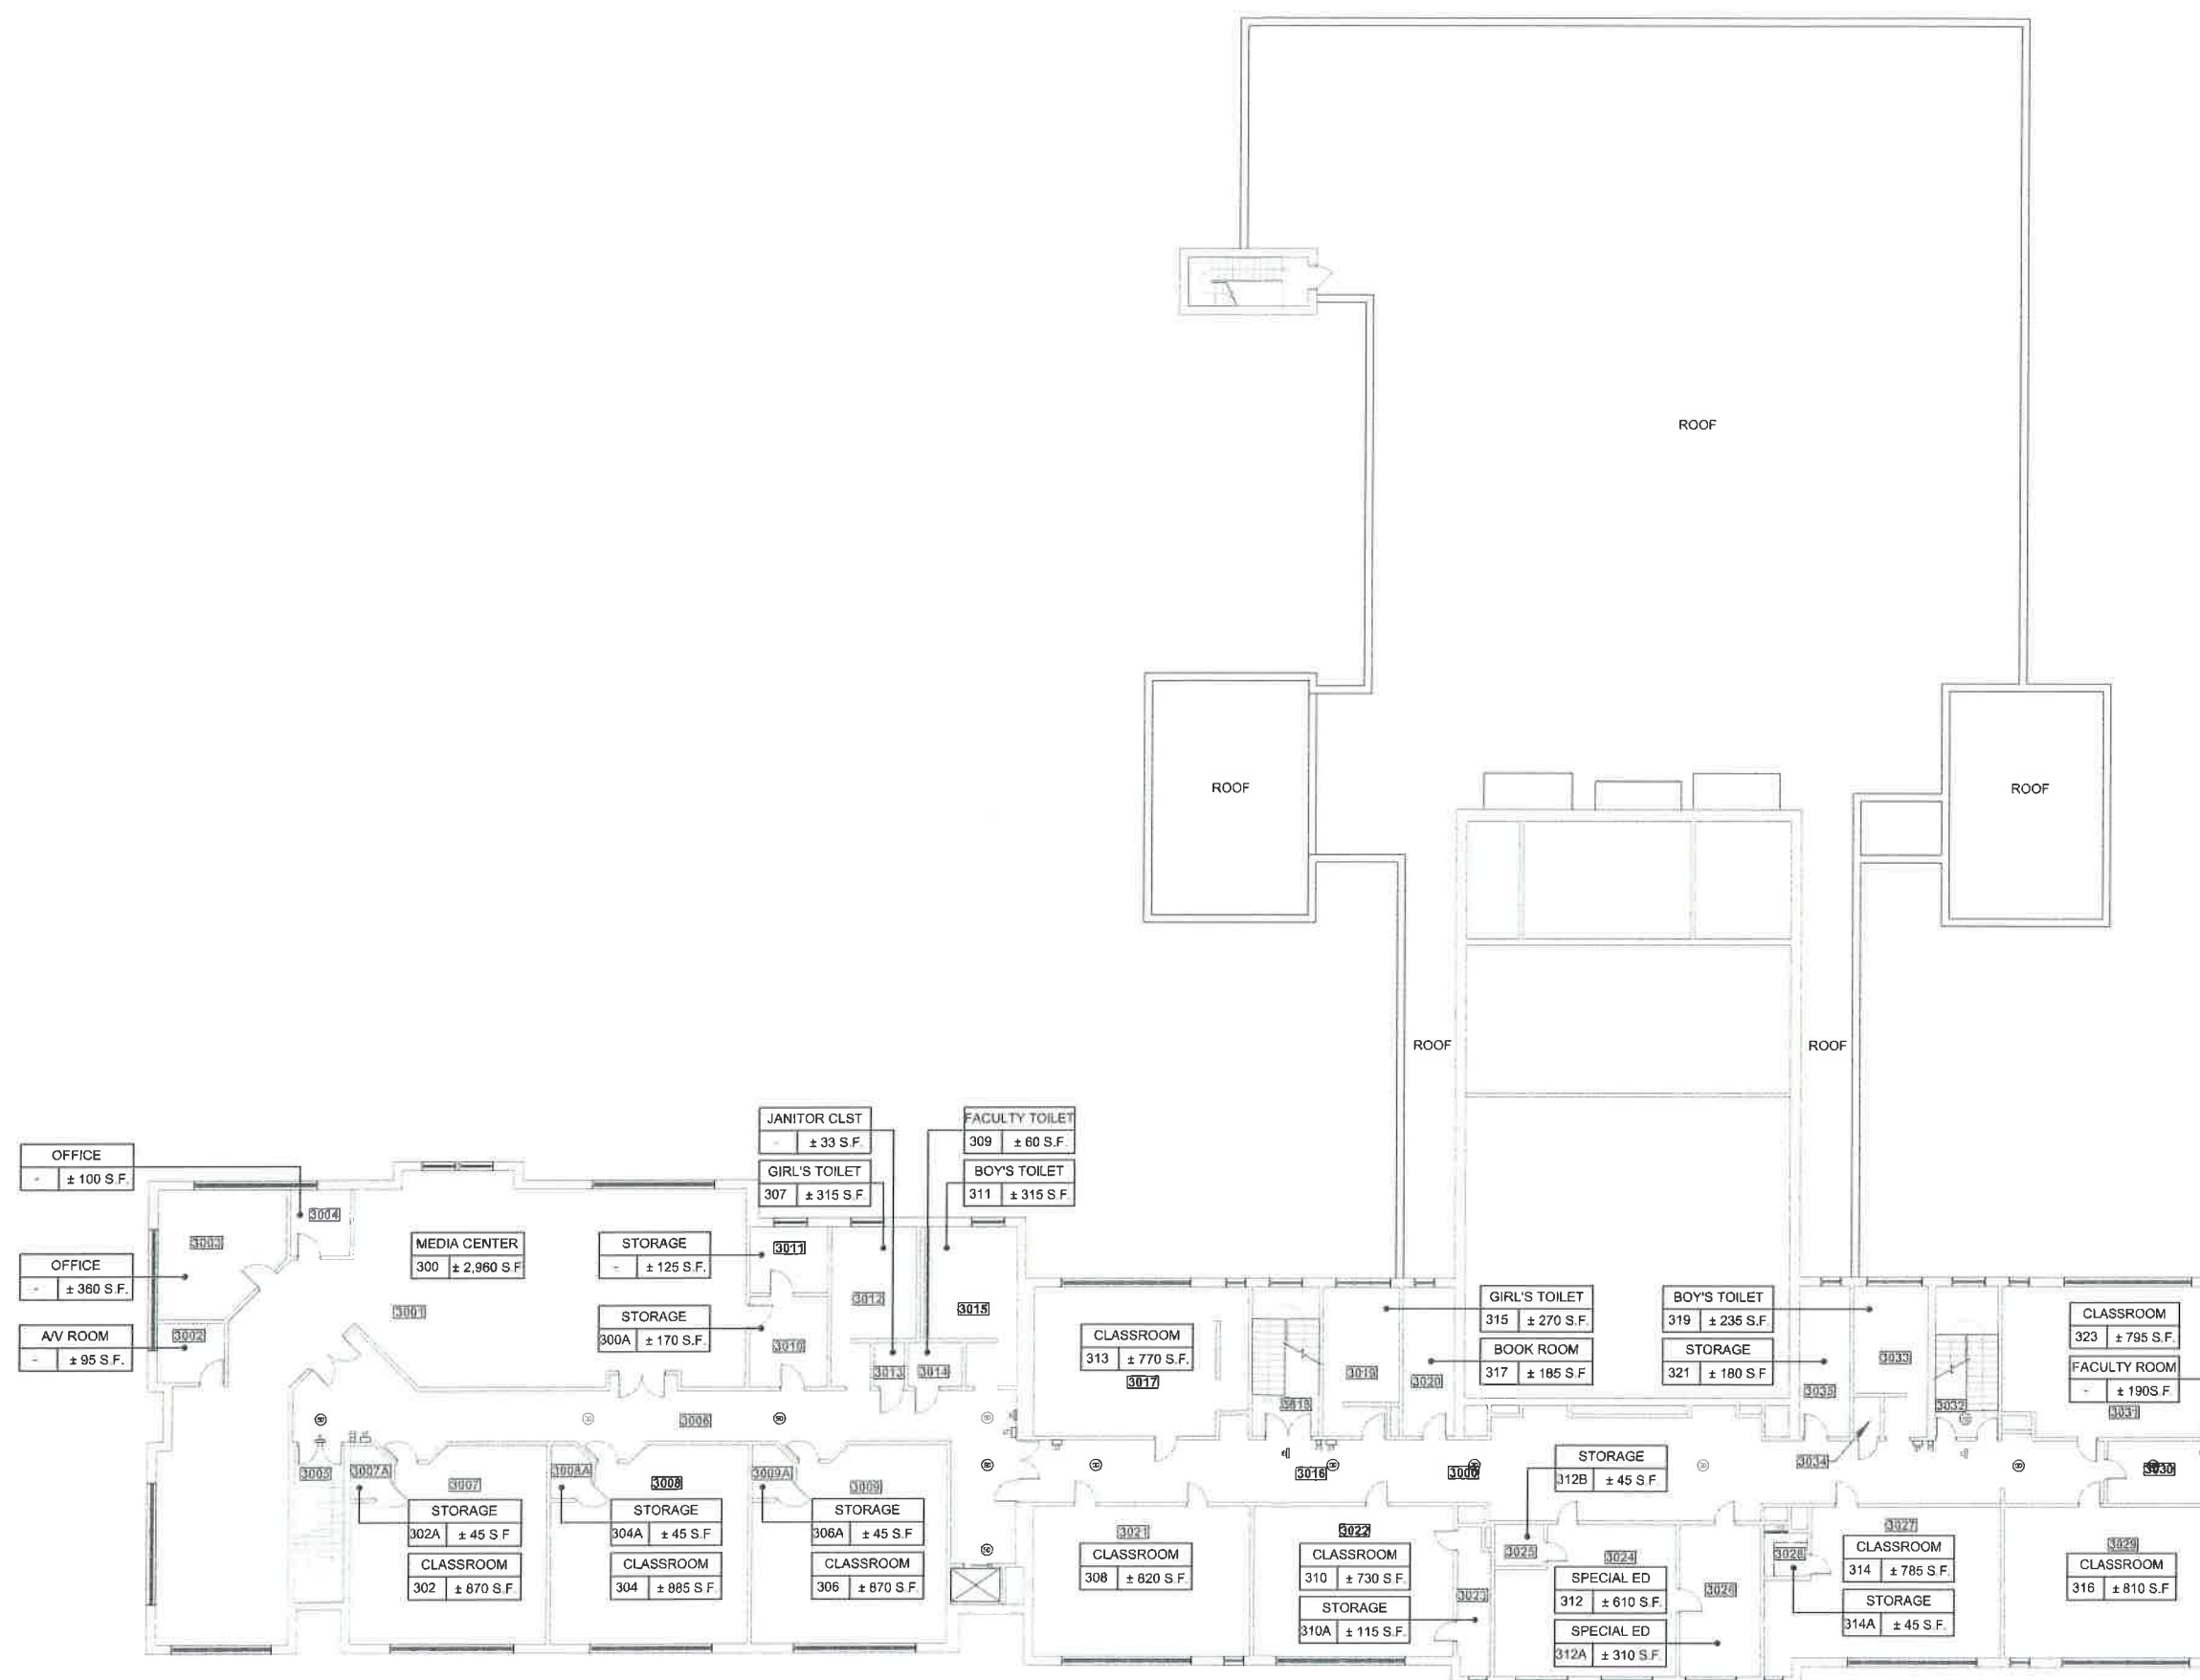 ROOF
ROOF
ROOF
ROOF
ROOF
JANITOR CLST
- ± 33 S.F.
FACULTY TOILET
309 ± 60 S.F.
GIRL'S TOILET
307 ± 315 S.F.
BOY'S TOILET
311 ± 315 S.F.
OFFICE
- ± 100 S.F.
3004
3003
MEDIA CENTER
300 ± 2,960 S.F
STORAGE
- ± 125 S.F.
3011
OFFICE
- ± 360 S.F.
3001
3012
3015
STORAGE
300A ± 170 S.F.
3010
A/V ROOM
- ± 95 S.F.
3002
3013
3014
CLASSROOM
313 ± 770 S.F.
3017
GIRL'S TOILET
315 ± 270 S.F.
BOOK ROOM
317 ± 185 S.F
3019
3020
3018
BOY'S TOILET
319 ± 235 S.F.
STORAGE
321 ± 180 S.F
3033
3035
3032
CLASSROOM
323 ± 795 S.F.
FACULTY ROOM
- ± 190S.F.
3031
3006
3005
3007A
3007
3008A
3008
3009A
3009
3016
3000
3034
3030
STORAGE
302A ± 45 S.F
CLASSROOM
302 ± 870 S.F.
STORAGE
304A ± 45 S.F
CLASSROOM
304 ± 885 S.F.
STORAGE
306A ± 45 S.F
CLASSROOM
306 ± 870 S.F.
3021
CLASSROOM
308 ± 820 S.F.
3022
CLASSROOM
310 ± 730 S.F.
STORAGE
310A ± 115 S.F.
3023
STORAGE
312B ± 45 S.F.
3025
3024
SPECIAL ED
312 ± 610 S.F.
SPECIAL ED
312A ± 310 S.F.
3026
3028
3027
CLASSROOM
314 ± 785 S.F.
STORAGE
314A ± 45 S.F.
3029
CLASSROOM
316 ± 810 S.F